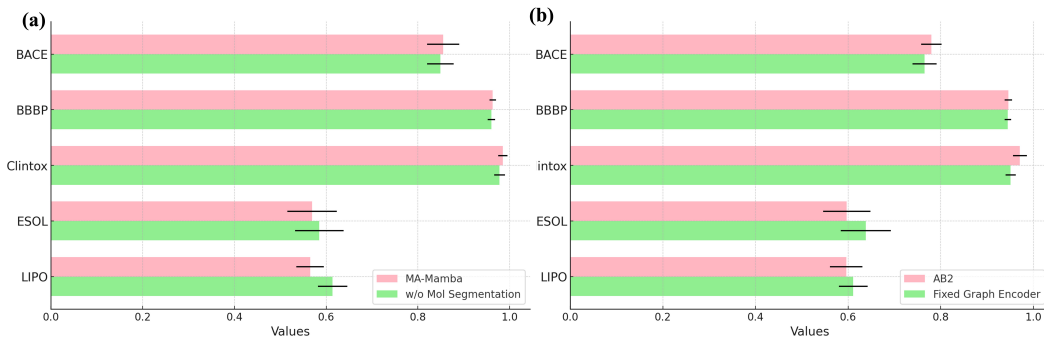 (a)
BACE
BBBP
Clintox
ESOL
LIPO
MA-Mamba
w/o Mol Segmentation
0.0 0.2 0.4 0.6 0.8 1.0
Values
(b)
BACE
BBBP
intox
ESOL
LIPO
AB2
Fixed Graph Encoder
0.0 0.2 0.4 0.6 0.8 1.0
Values